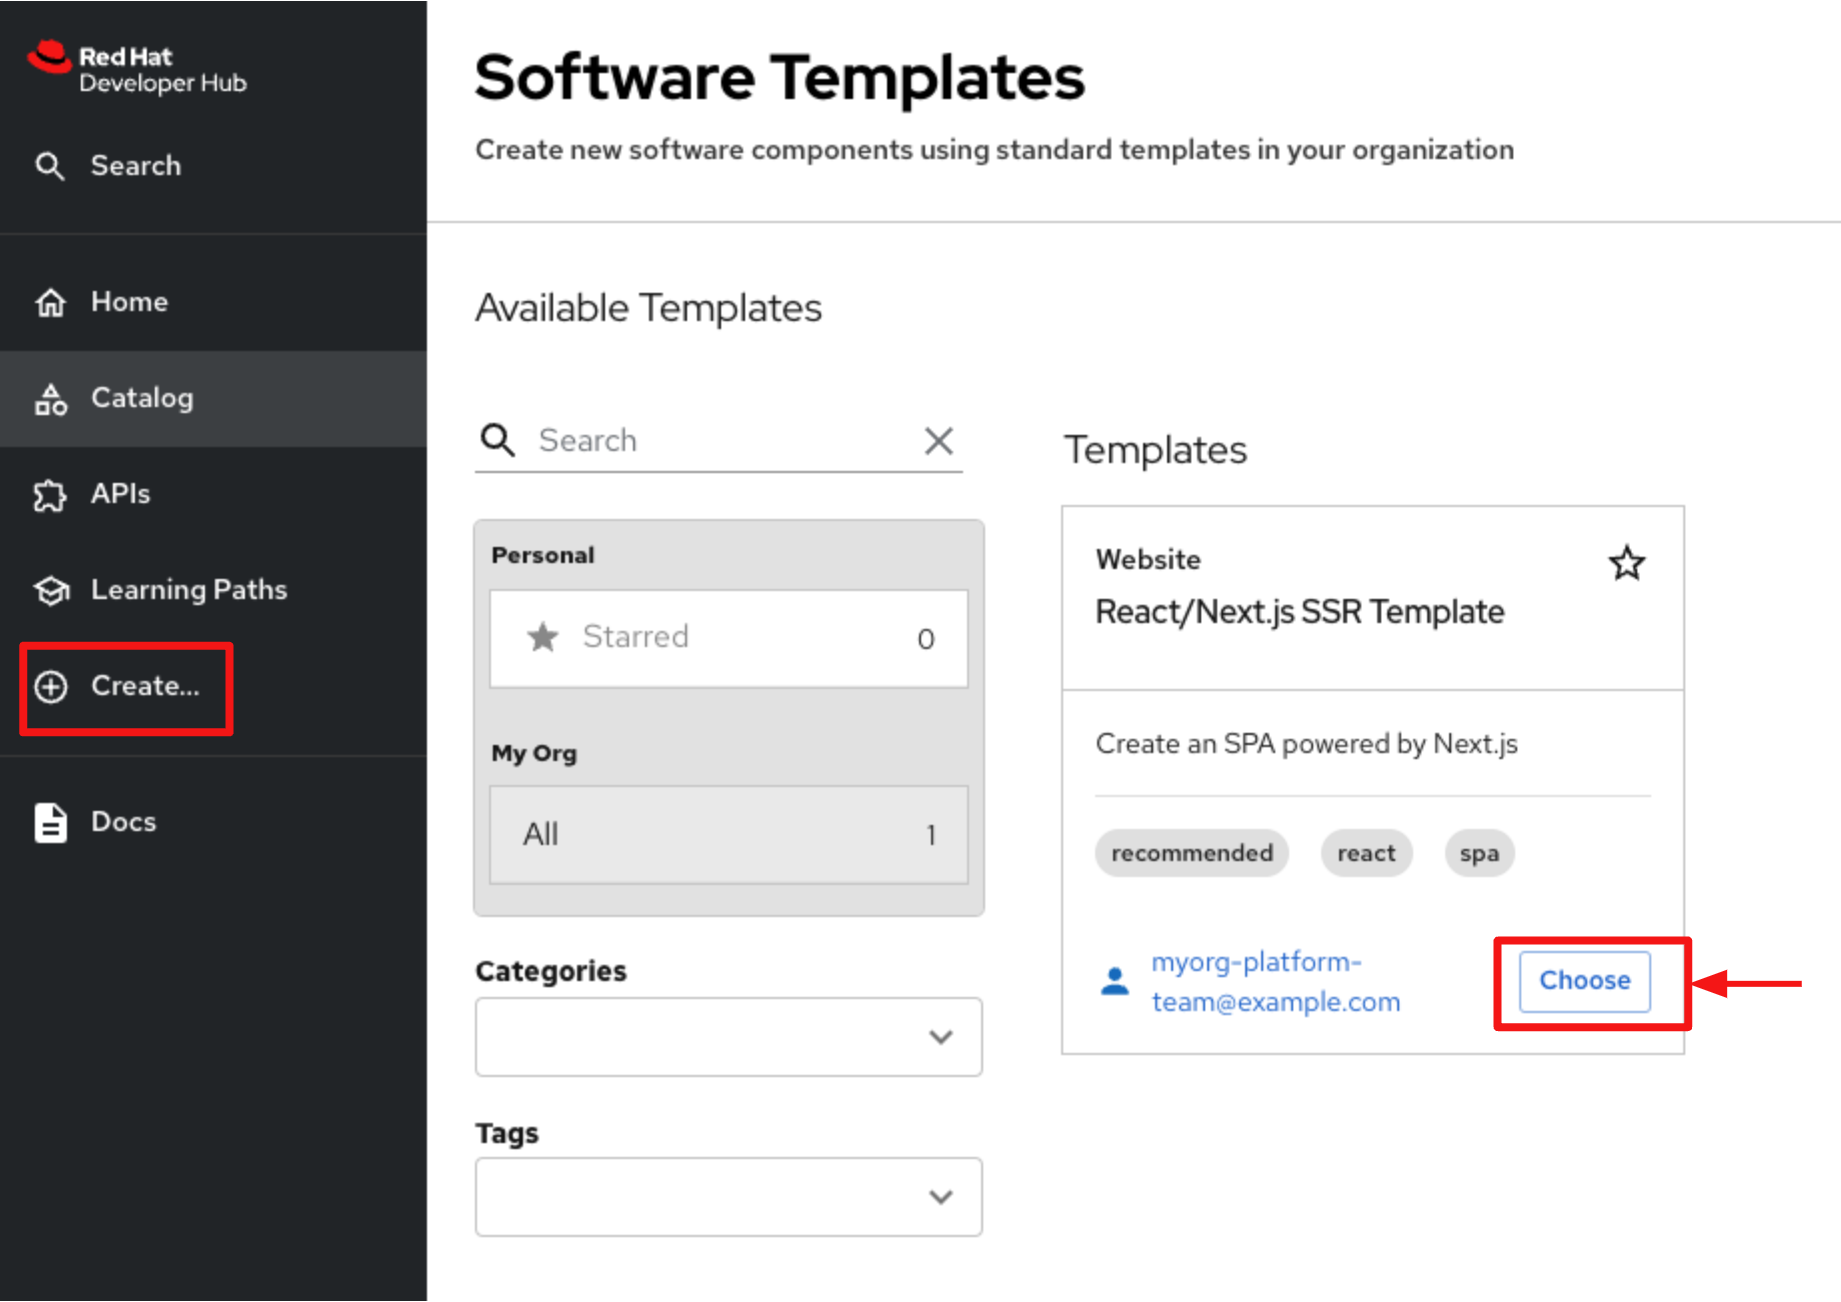 Red Hat
Developer Hub
Search
Home
Catalog
APIs
Learning Paths
Create...
Docs
Software Templates
Create new software components using standard templates in your organization
Available Templates
Search
Personal
Starred 0
My Org
All 1
Categories
Tags
Templates
Website
React/Next.js SSR Template
Create an SPA powered by Next.js
recommended react spa
myorg-platform-
team@example.com
Choose